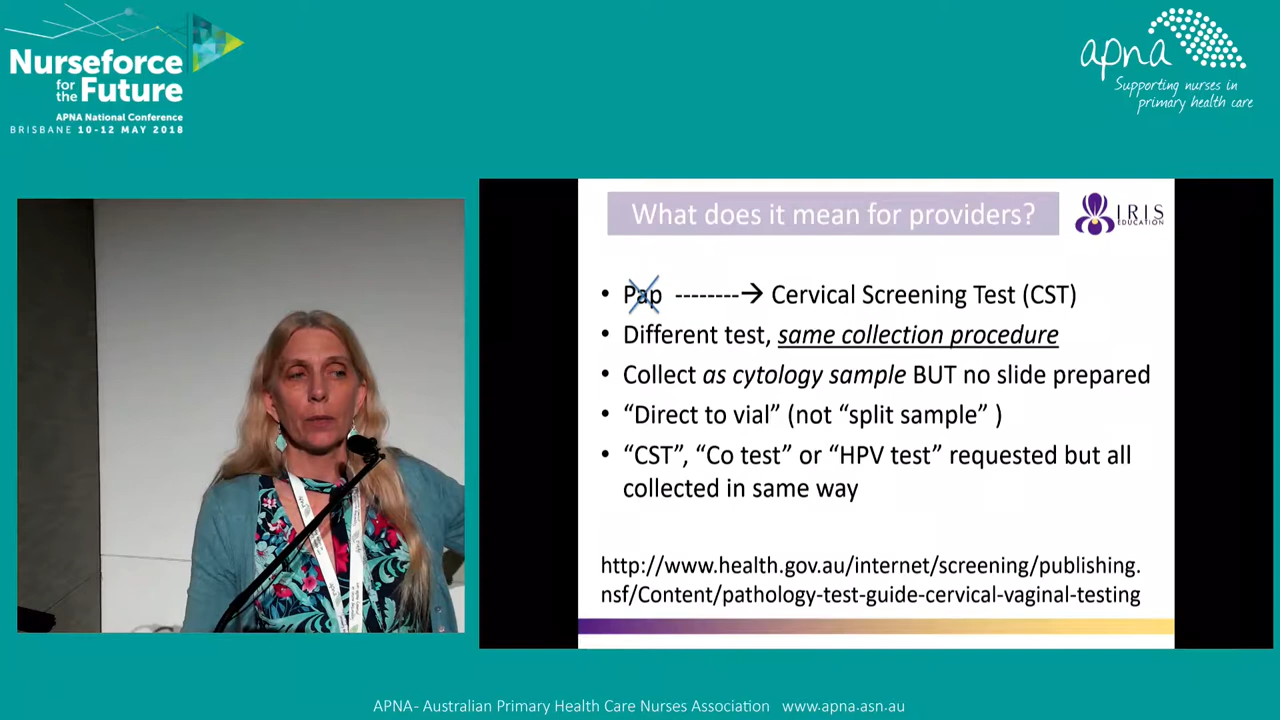 Nurseforce
for
the Future
APNA National Conference
BRISBANE 10-12 MAY 2018
apna
Supporting nurses in
primary health care
What does it mean for providers?
IRIS
EDUCATION
• Pap --------→ Cervical Screening Test (CST)
• Different test, same collection procedure
• Collect as cytology sample BUT no slide prepared
• “Direct to vial” (not “split sample” )
• “CST”, “Co test” or “HPV test” requested but all
collected in same way
http://www.health.gov.au/internet/screening/publishing.
nsf/Content/pathology-test-guide-cervical-vaginal-testing
APNA- Australian Primary Health Care Nurses Association www.apna.asn.au